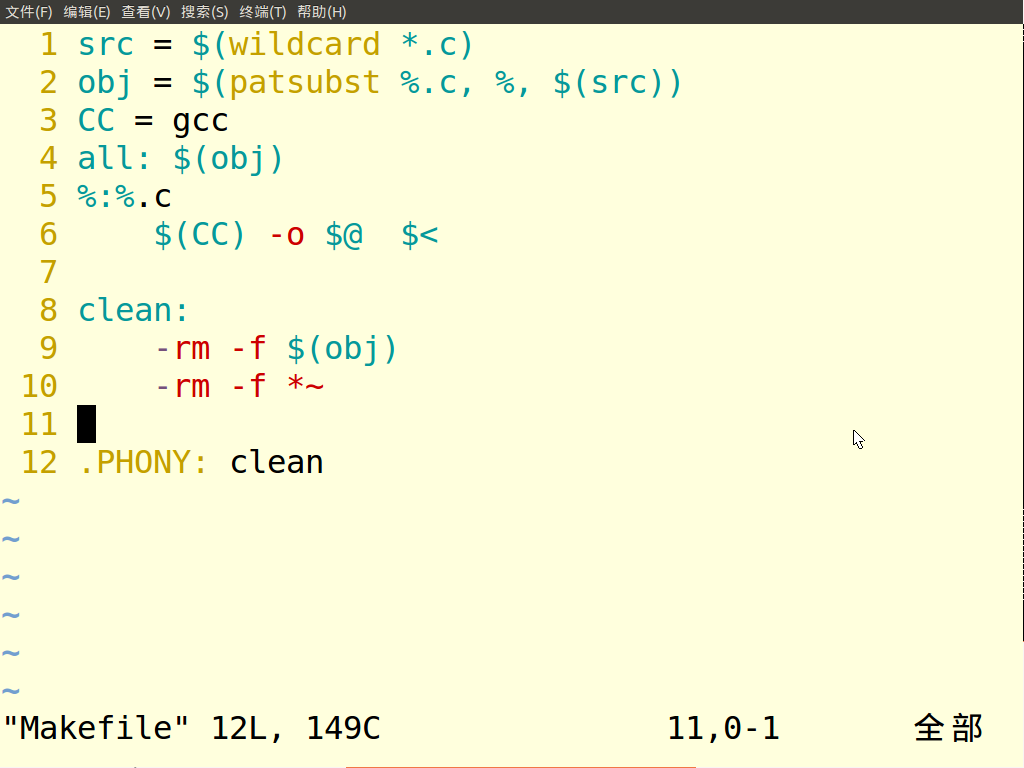 文件(F) 编辑(E) 查看(V) 搜索(S) 终端(T) 帮助(H)
1 src = $(wildcard *.c)
2 obj = $(patsubst %.c, %, $(src))
3 CC = gcc
4 all: $(obj)
5 %:%.c
6     $(CC) -o $@  $<
7
8 clean:
9     -rm -f $(obj)
10     -rm -f *~
11
12 .PHONY: clean
~
~
~
~
~
~
"Makefile" 12L, 149C 11,0-1 全部